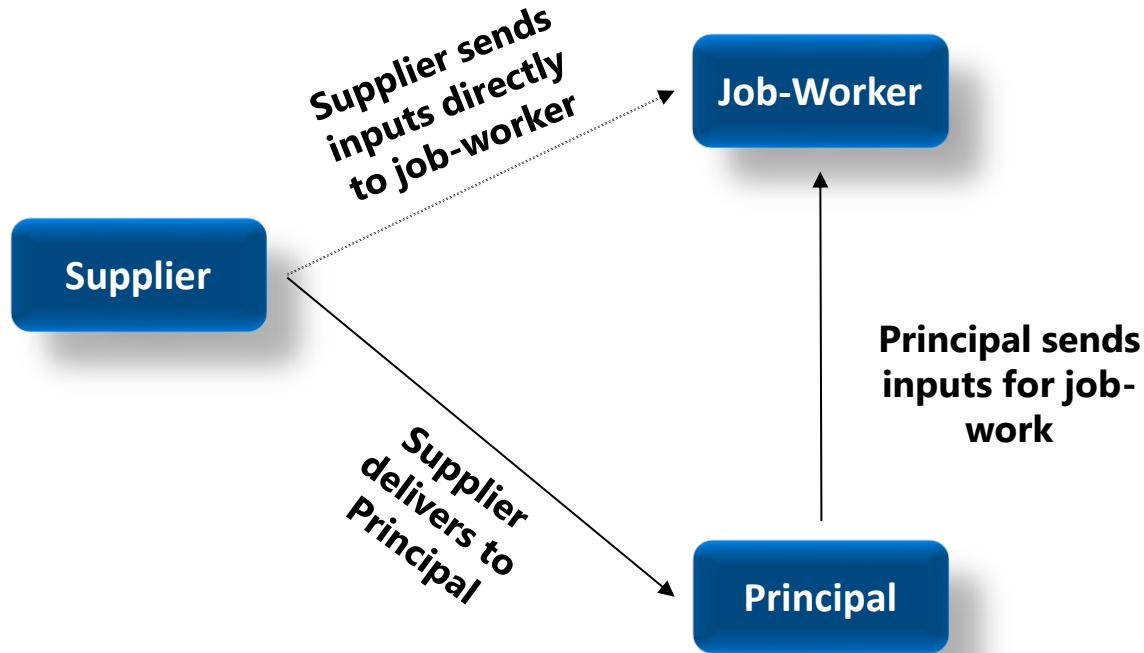 Supplier sends
inputs directly
to job-worker
Job-Worker
Supplier
Principal sends
inputs for job-
work
Supplier
delivers to
Principal
Principal